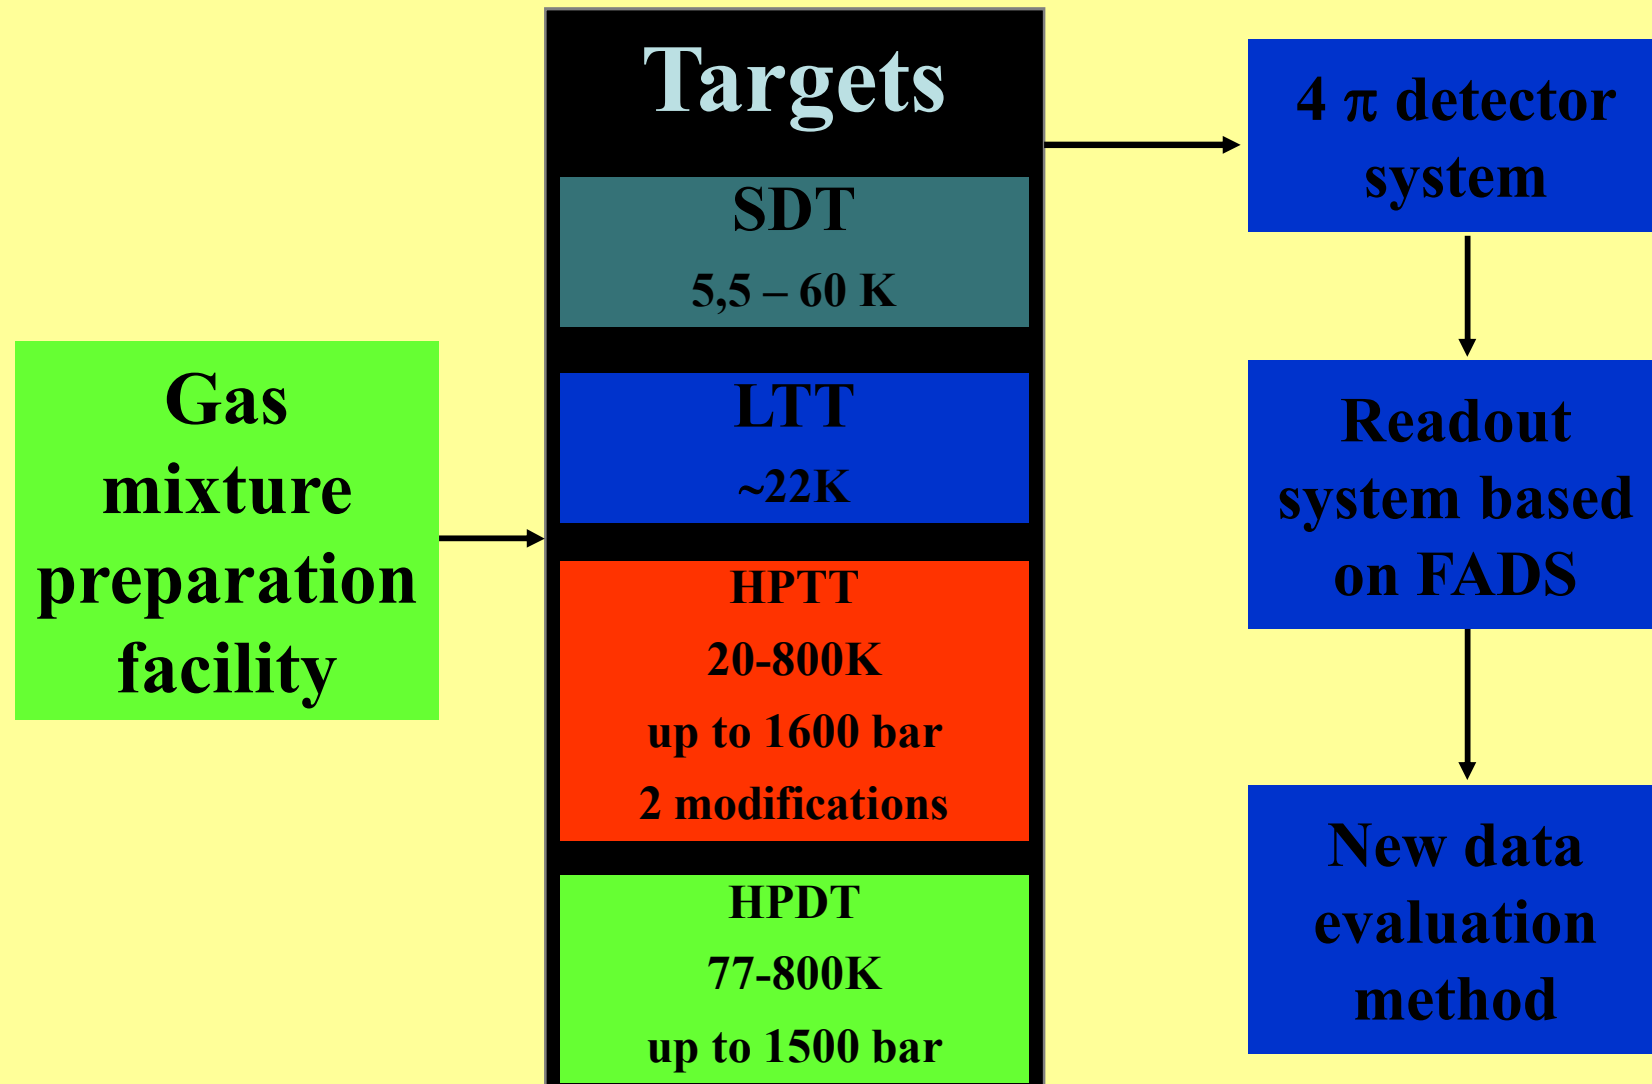 Gas
mixture
preparation
facility
Targets
SDT
5,5 – 60 K
LTT
~22K
HPTT
20-800K
up to 1600 bar
2 modifications
HPDT
77-800K
up to 1500 bar
4 π detector
system
Readout
system based
on FADS
New data
evaluation
method